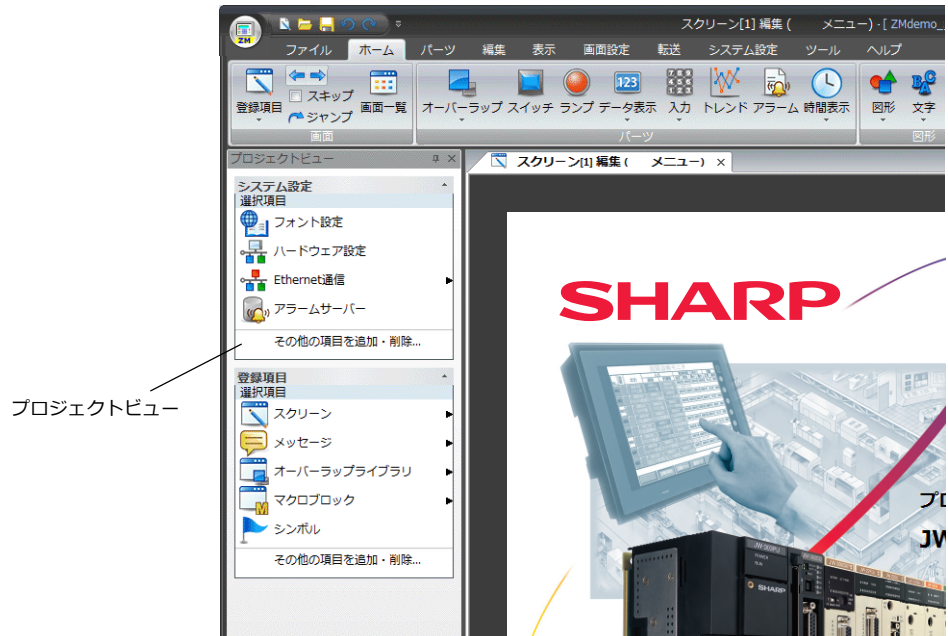 スクリーン[1] 編集 (　　メニュー) - [ ZMdemo_
ZM
ファイル ホーム パーツ 編集 表示 画面設定 転送 システム設定 ツール ヘルプ
登録項目 スキップ ジャンプ 画面一覧 オーバーラップ スイッチ ランプ データ表示 入力 トレンド アラーム 時間表示 図形 文字
画面 パーツ 図形
プロジェクトビュー
スクリーン[1] 編集 (　　メニュー) ×
システム設定
選択項目
フォント設定
ハードウェア設定
Ethernet通信
アラームサーバー
その他の項目を追加・削除...
登録項目
選択項目
スクリーン
メッセージ
オーバーラップライブラリ
マクロブロック
シンボル
その他の項目を追加・削除...
プロジェクトビュー
SHARP
プロ
JW
SHARP